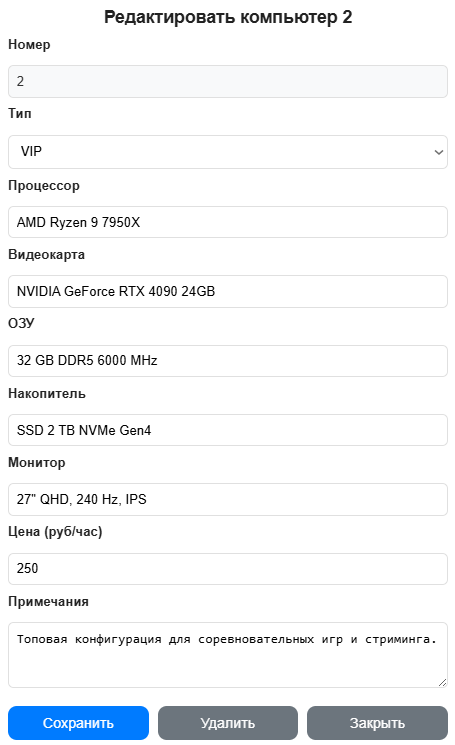 Редактировать компьютер 2
Номер
2
Тип
VIP
Процессор
AMD Ryzen 9 7950X
Видеокарта
NVIDIA GeForce RTX 4090 24GB
ОЗУ
32 GB DDR5 6000 MHz
Накопитель
SSD 2 TB NVMe Gen4
Монитор
27" QHD, 240 Hz, IPS
Цена (руб/час)
250
Примечания
Топовая конфигурация для соревновательных игр и стриминга.
Сохранить Удалить Закрыть